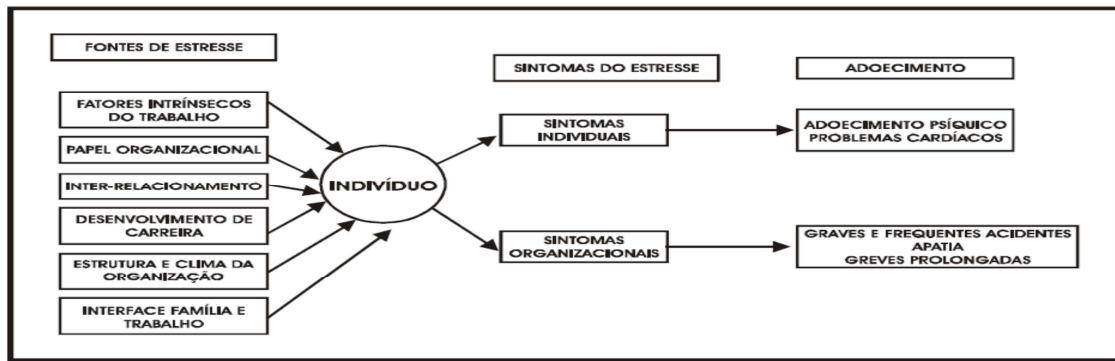 FONTES DE ESTRESSE
SINTOMAS DO ESTRESSE
ADOECIMENTO
FATORES INTRÍNSECOS
DO TRABALHO
PAPEL ORGANIZACIONAL
INTER-RELACIONAMENTO
DESENVOLVIMENTO DE
CARREIRA
ESTRUTURA E CLIMA DA
ORGANIZAÇÃO
INTERFACE FAMÍLIA E
TRABALHO
INDIVÍDUO
SINTOMAS
INDIVIDUAIS
SINTOMAS
ORGANIZACIONAIS
ADOECIMENTO PSÍQUICO
PROBLEMAS CARDÍACOS
GRAVES E FREQUENTES ACIDENTES
APATIA
GREVES PROLONGADAS